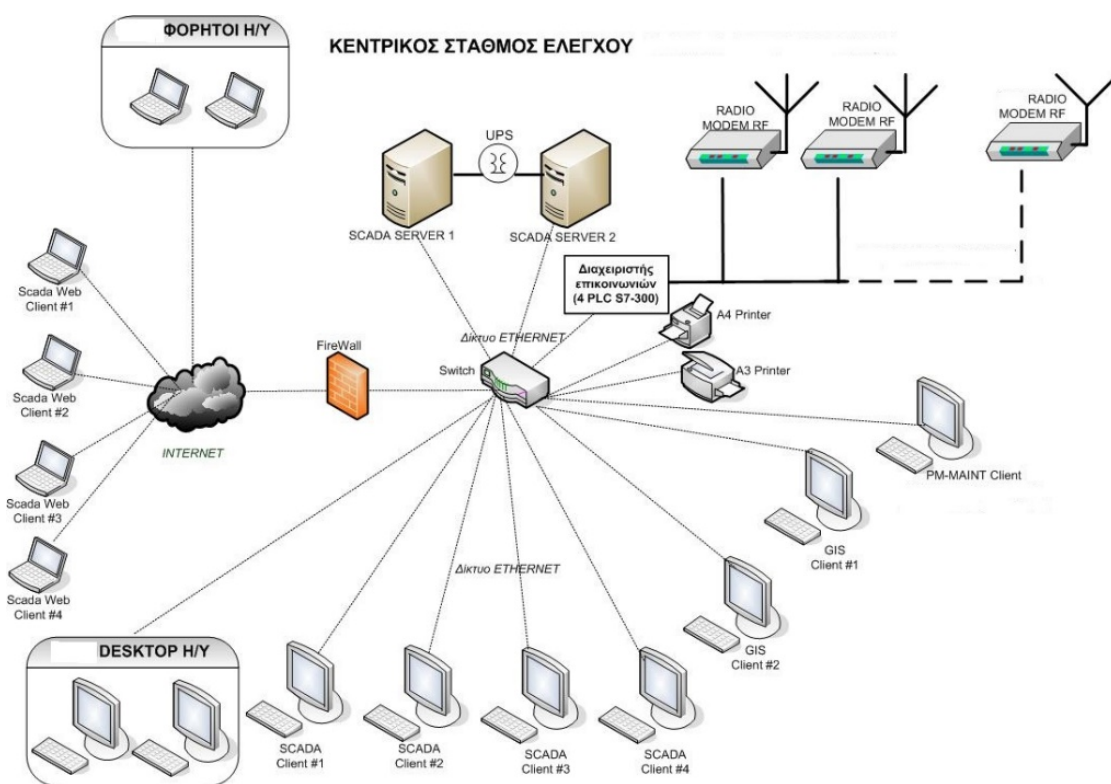 ΦΟΡΗΤΟΙ Η/Υ
ΚΕΝΤΡΙΚΟΣ ΣΤΑΘΜΟΣ ΕΛΕΓΧΟΥ
RADIO
MODEM RF
RADIO
MODEM RF
RADIO
MODEM RF
UPS
SCADA SERVER 1
SCADA SERVER 2
Διαχειριστής
επικοινωνιών
(4 PLC S7-300)
Scada Web
Client #1
A4 Printer
Δίκτυο ETHERNET
FireWall
Switch
A3 Printer
Scada Web
Client #2
INTERNET
PM-MAINT Client
Scada Web
Client #3
GIS
Client #1
Δίκτυο ETHERNET
Scada Web
Client #4
GIS
Client #2
DESKTOP Η/Υ
SCADA
Client #1
SCADA
Client #2
SCADA
Client #3
SCADA
Client #4